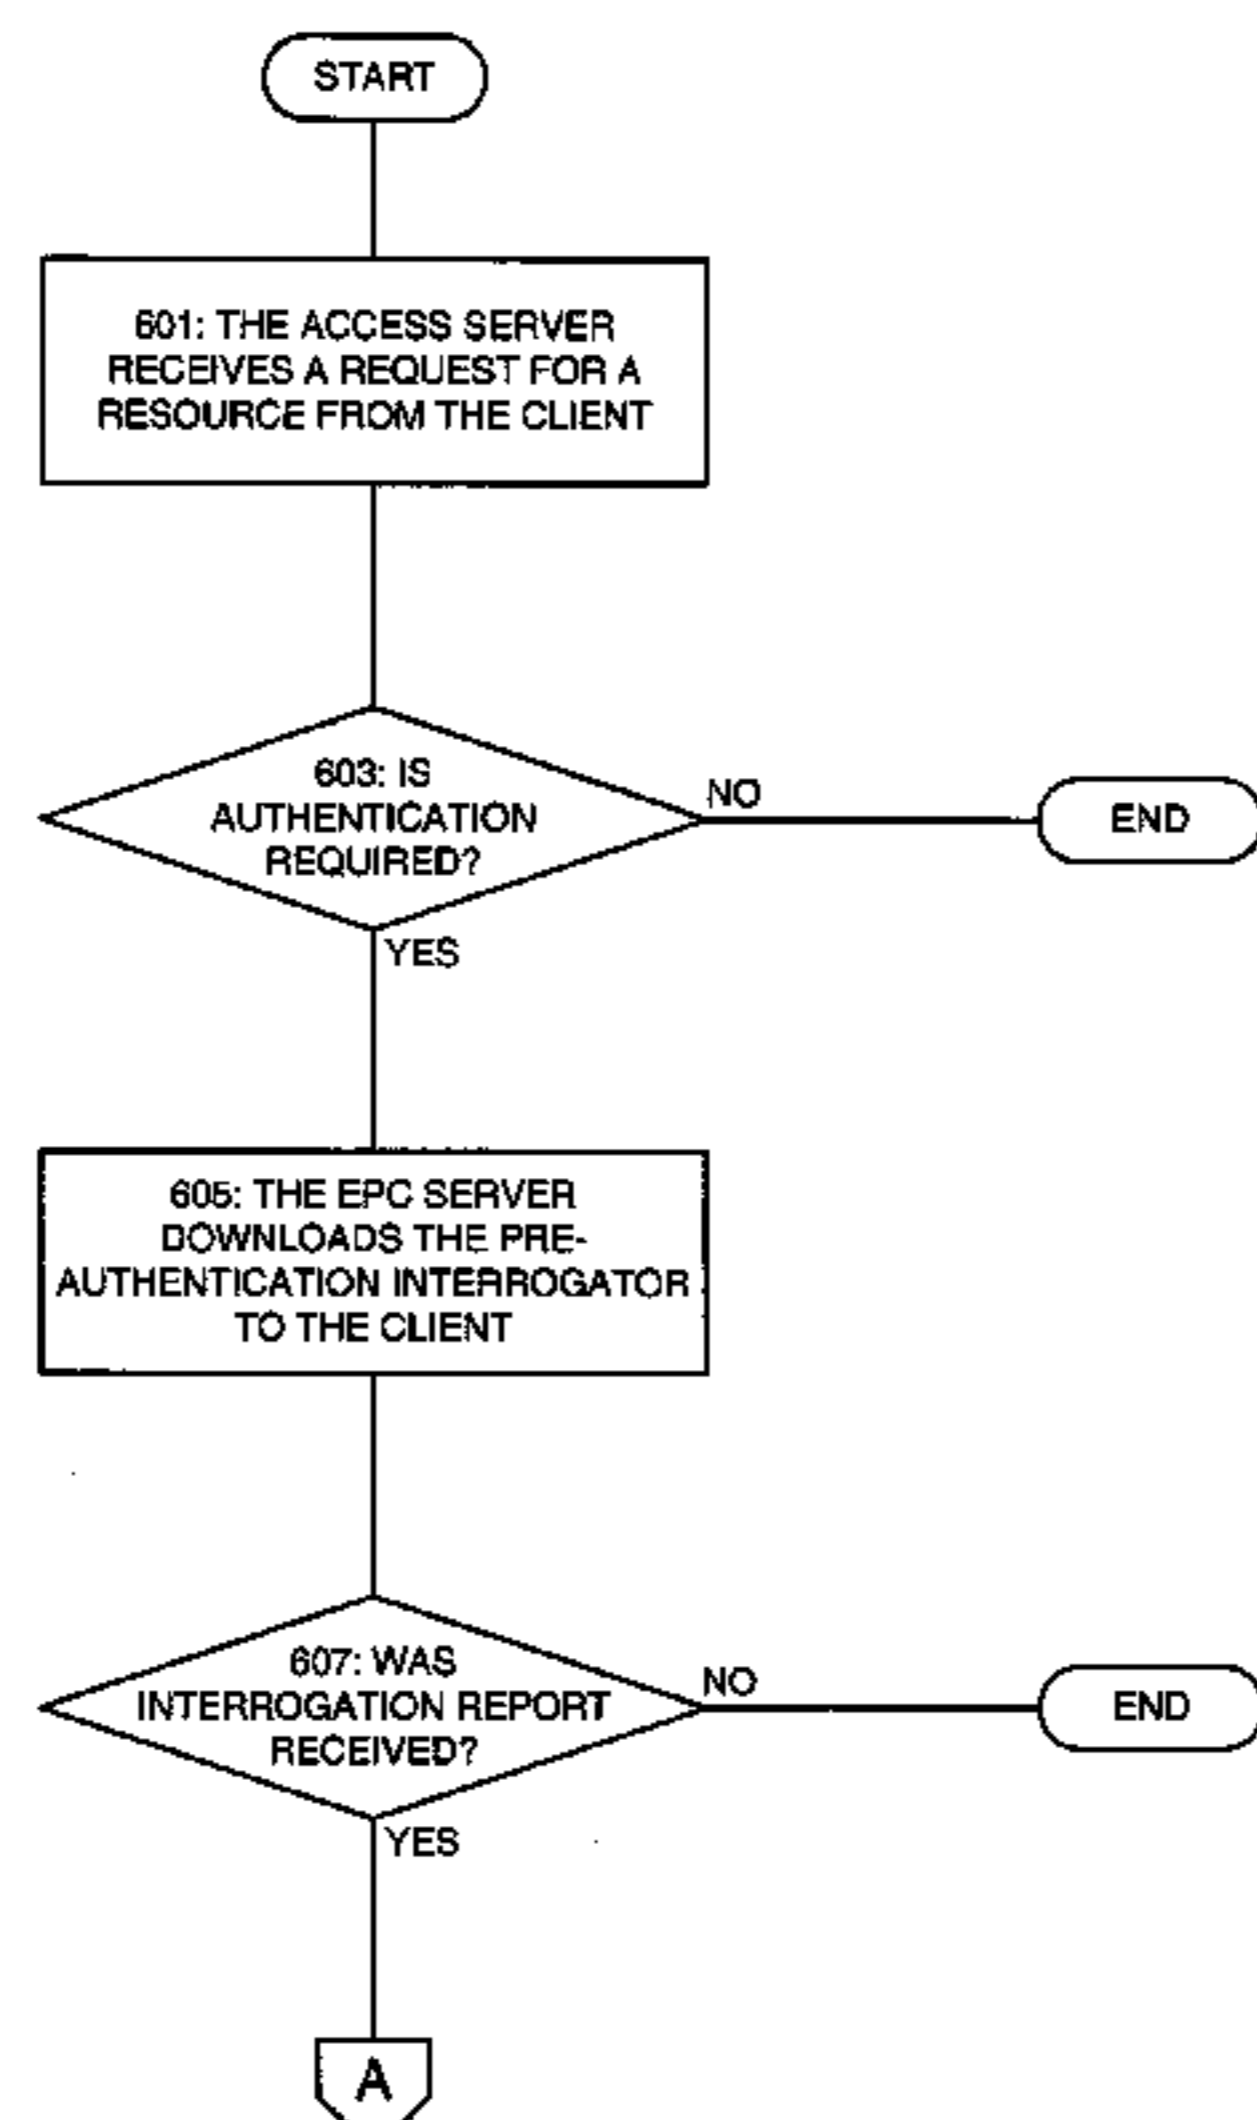 START
601: THE ACCESS SERVER
RECEIVES A REQUEST FOR A
RESOURCE FROM THE CLIENT
603: IS
AUTHENTICATION
REQUIRED?
NO
END
YES
605: THE EPC SERVER
DOWNLOADS THE PRE-
AUTHENTICATION INTERROGATOR
TO THE CLIENT
607: WAS
INTERROGATION REPORT
RECEIVED?
NO
END
YES
A